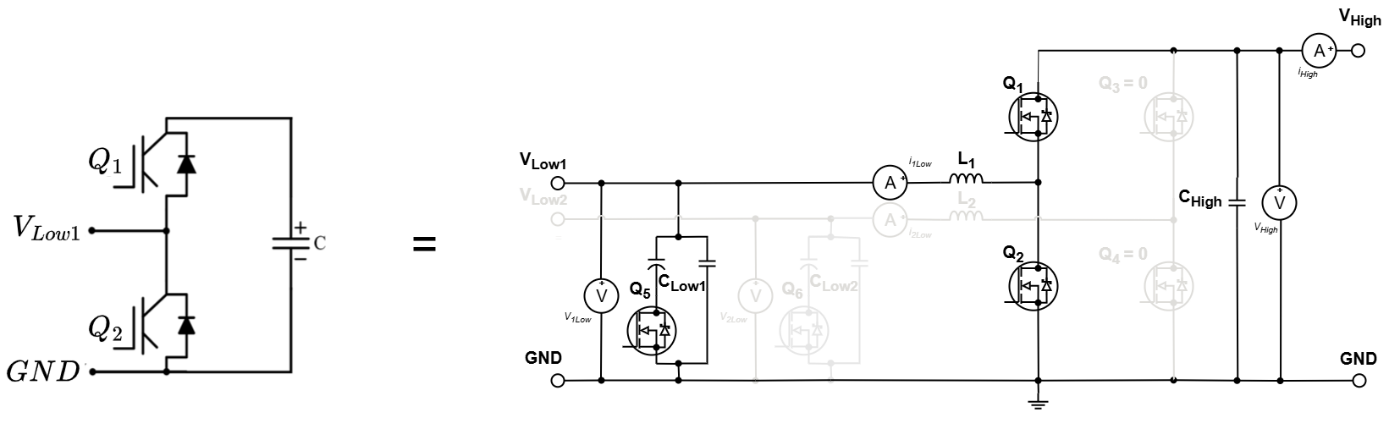 Q1
VLow1
Q2
GND
+
C
−
=
VHigh
A+
iHigh
Q1
Q3 = 0
VLow1
A+
i1Low
L1
VLow2
A+
i2Low
L2
CHigh
V+
VHigh
Q2
Q4 = 0
Q5
CLow1
V+
V1Low
Q6
CLow2
V+
V2Low
GND
GND